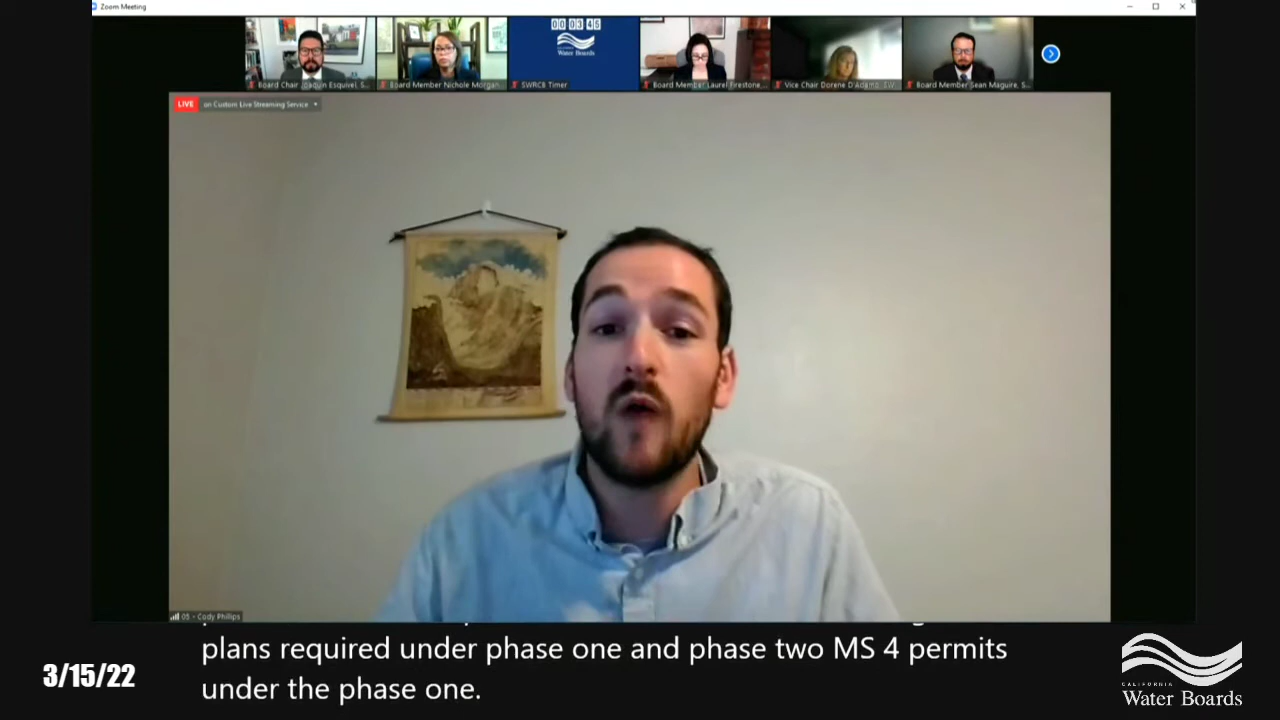 Zoom Meeting
00 03 45
CALIFORNIA
Water Boards
Board Chair Joaquin Esquivel, S...
Board Member Nichole Morgan...
SWRCB Timer
Board Member Laurel Firestone...
Vice Chair Dorene D'Adamo, SW...
Board Member Sean Maguire, S...
LIVE on Custom Live Streaming Service
05 - Cody Phillips
plans required under phase one and phase two MS 4 permits
under the phase one.
3/15/22
CALIFORNIA
Water Boards